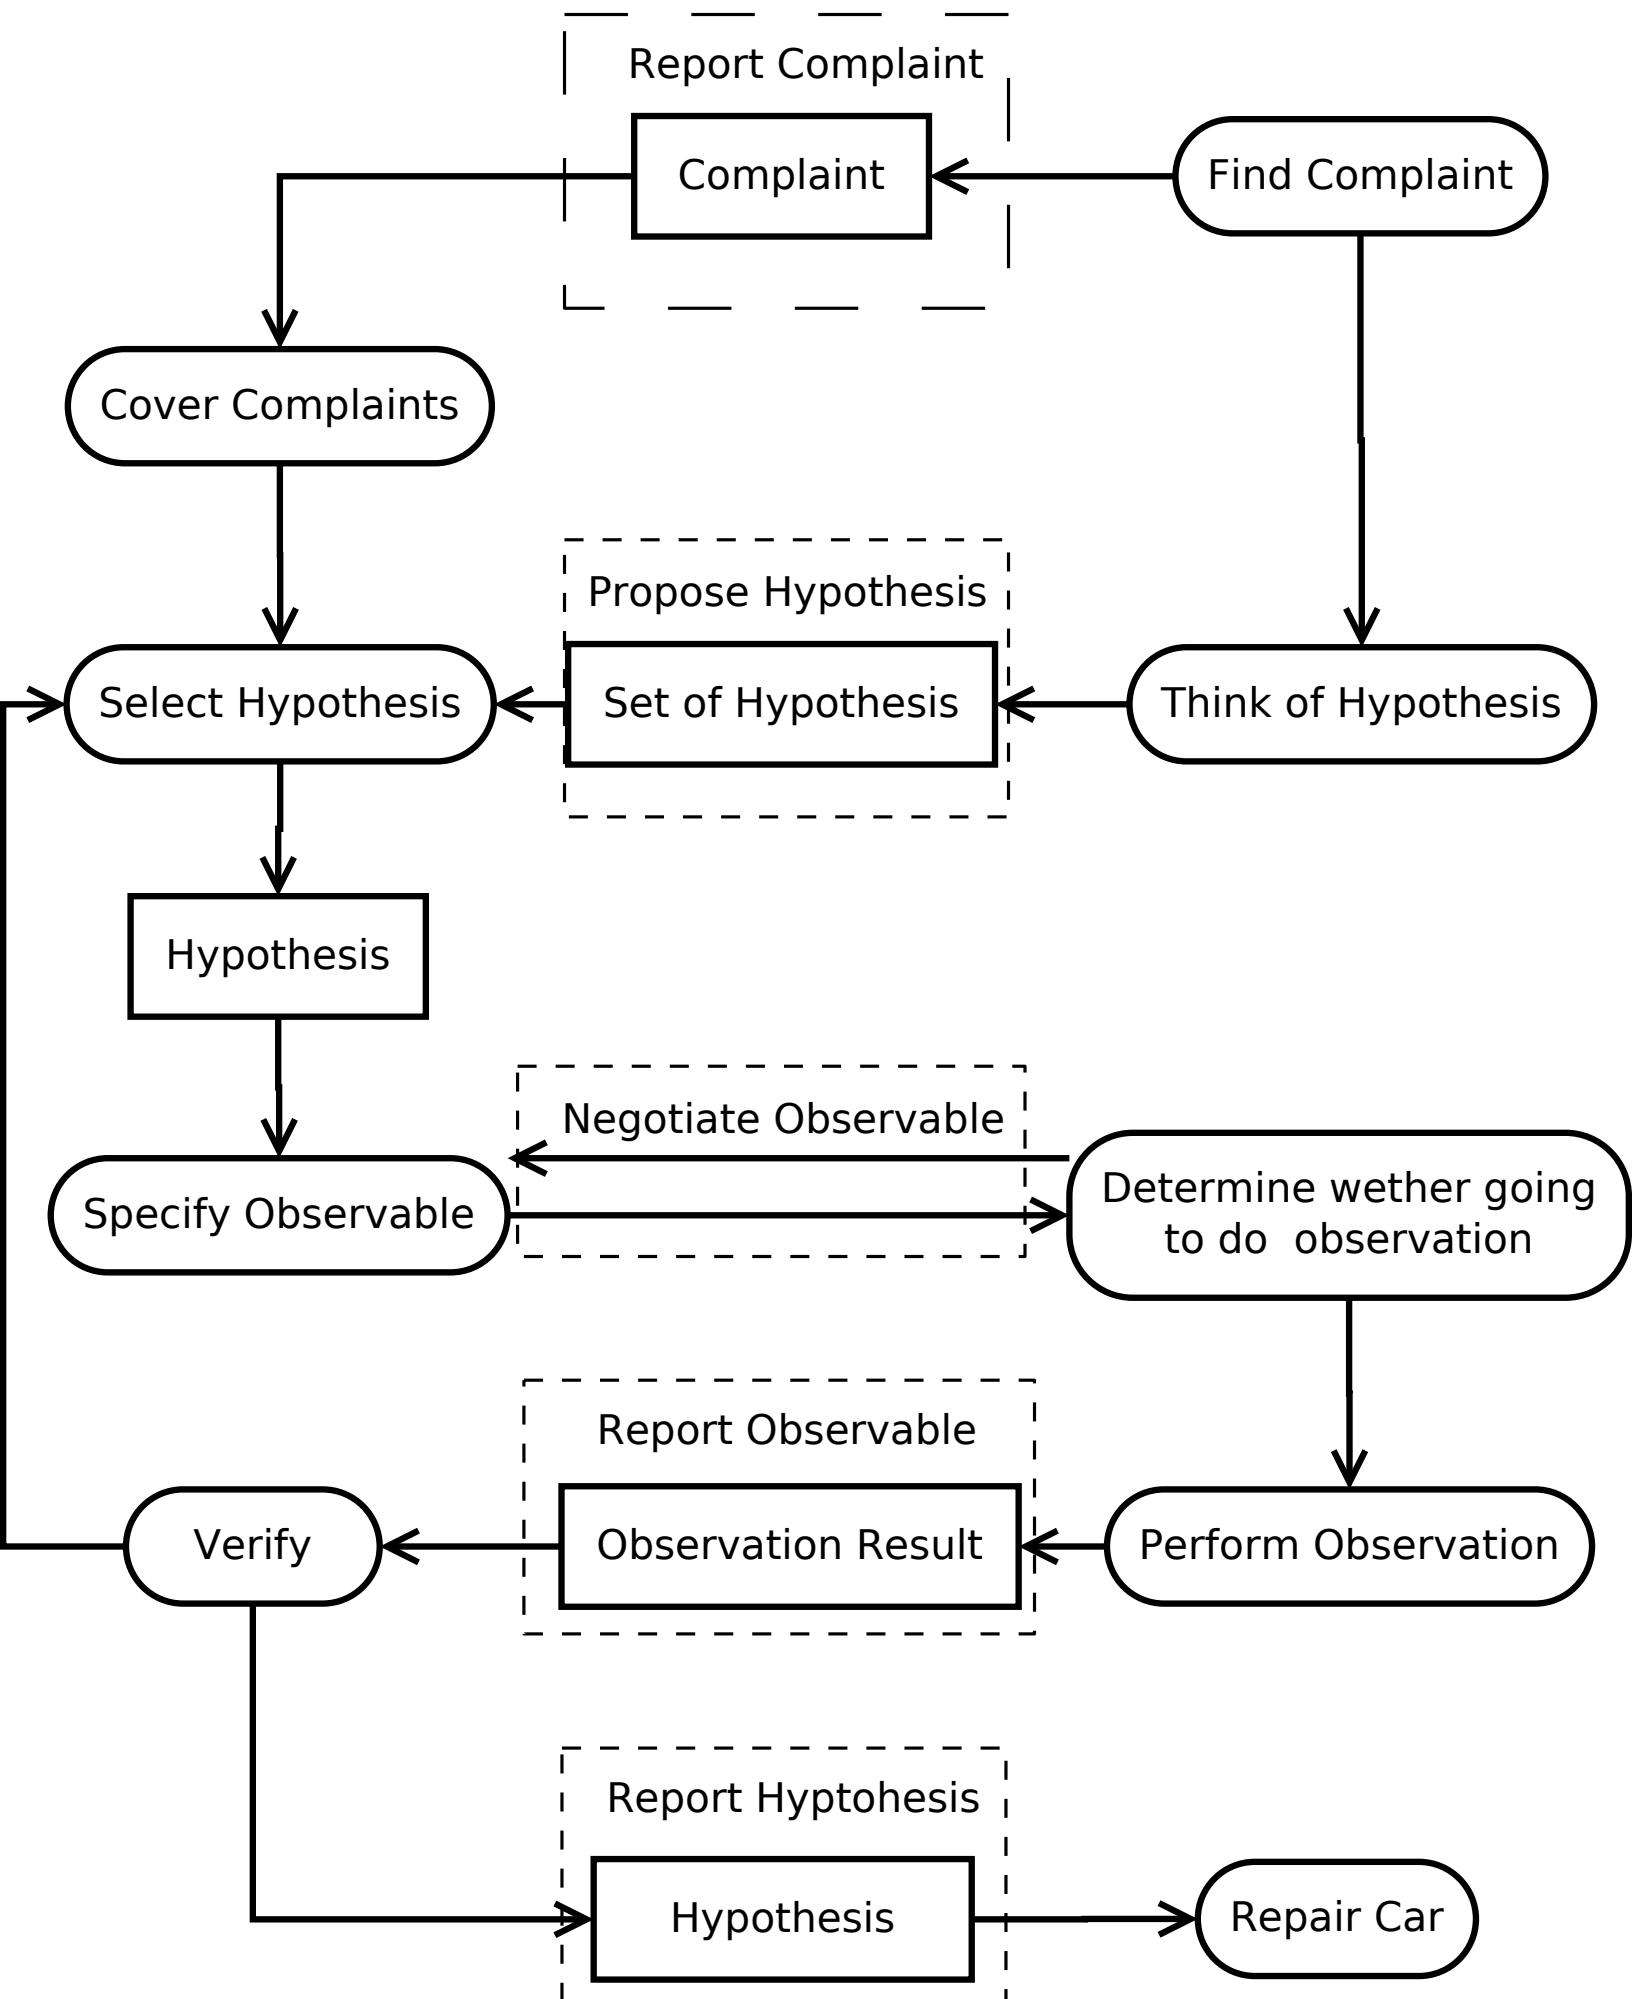 Report Complaint
Complaint
Find Complaint
Cover Complaints
Propose Hypothesis
Select Hypothesis
Set of Hypothesis
Think of Hypothesis
Hypothesis
Negotiate Observable
Specify Observable
Determine wether going
to do  observation
Report Observable
Verify
Observation Result
Perform Observation
Report Hyptohesis
Hypothesis
Repair Car